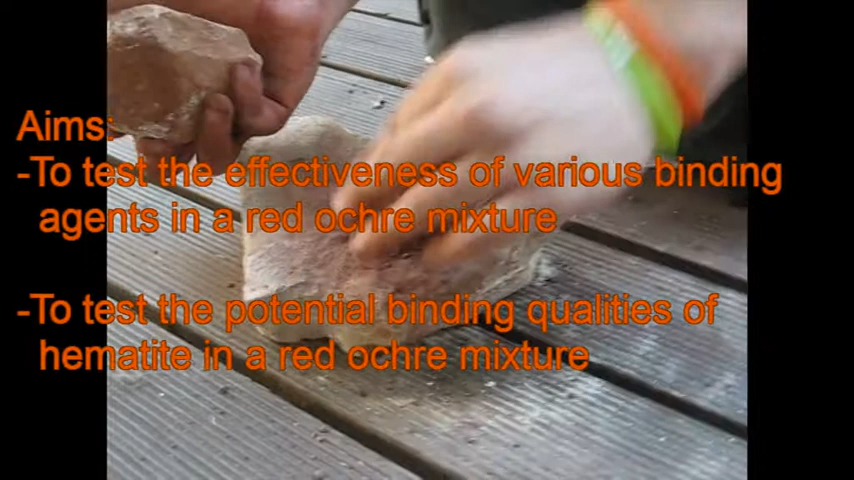 Aims:
-To test the effectiveness of various binding
agents in a red ochre mixture
-To test the potential binding qualities of
hematite in a red ochre mixture